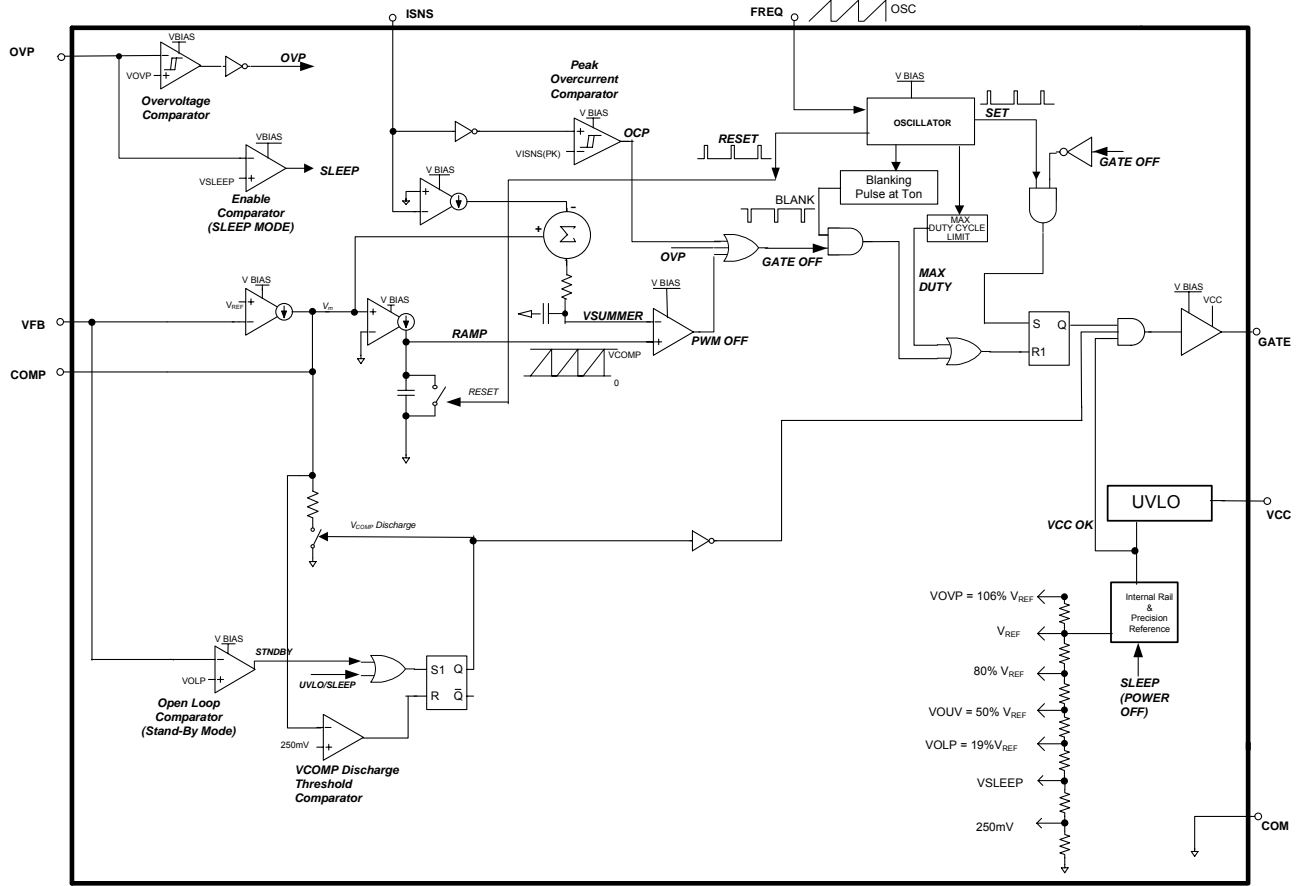 ISNS
FREQ
OSC
OVP
VBIAS
VOVP
OVP
Overvoltage
Comparator
Peak
Overcurrent
Comparator
V BIAS
V BIAS
OSCILLATOR
SET
RESET
OCP
VISNS(PK)
GATE OFF
VBIAS
VSLEEP
SLEEP
Enable
Comparator
(SLEEP MODE)
V BIAS
Blanking
Pulse at Ton
BLANK
MAX
DUTY CYCLE
LIMIT
-
+
Σ
OVP
GATE OFF
MAX
DUTY
V BIAS
VREF
Vm
V BIAS
V BIAS
V BIAS
VCC
VFB
VSUMMER
PWM OFF
S Q
R1
GATE
RAMP
VCOMP
0
COMP
RESET
UVLO
VCC
VCC OK
VCOMP Discharge
Internal Rail
&
Precision
Reference
VOVP = 106% VREF
VREF
80% VREF
VOUV = 50% VREF
VOLP = 19%VREF
VSLEEP
250mV
SLEEP
(POWER
OFF)
V BIAS
STNDBY
VOLP
UVLO/SLEEP
S1 Q
R Q̅
Open Loop
Comparator
(Stand-By Mode)
250mV
VCOMP Discharge
Threshold
Comparator
COM